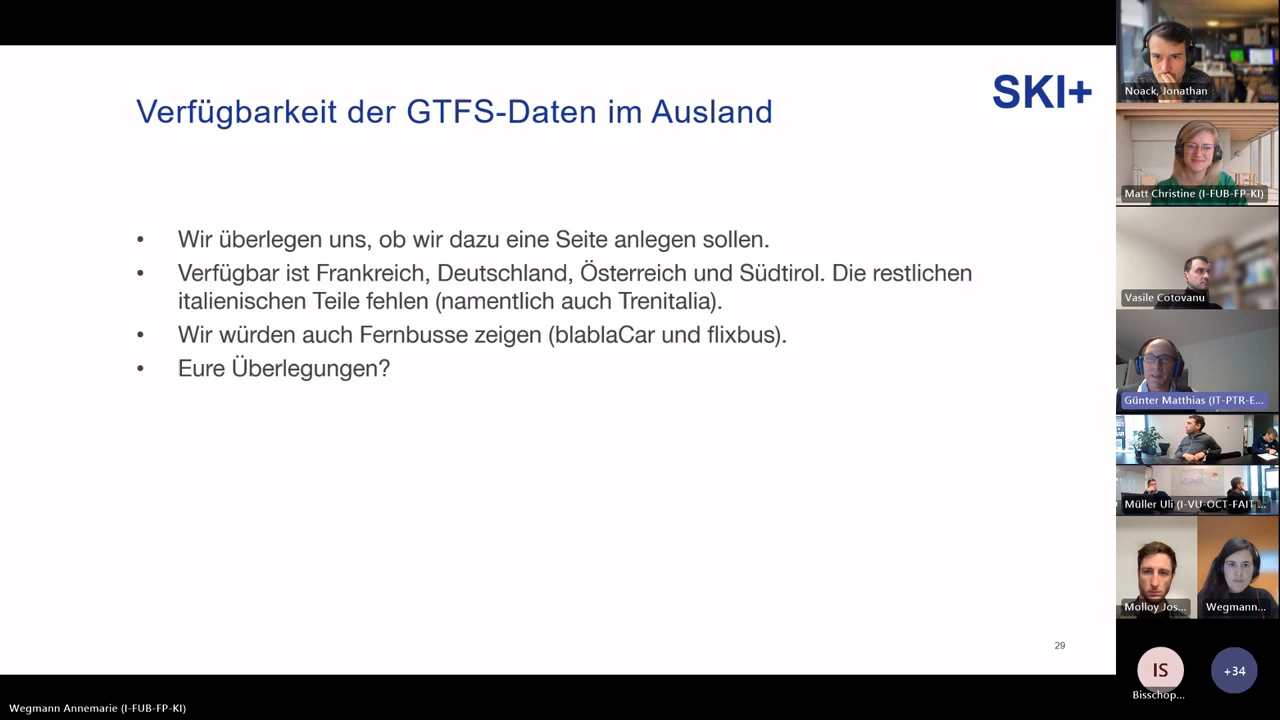 SKI+
Verfügbarkeit der GTFS-Daten im Ausland
• Wir überlegen uns, ob wir dazu eine Seite anlegen sollen.
• Verfügbar ist Frankreich, Deutschland, Österreich und Südtirol. Die restlichen
italienischen Teile fehlen (namentlich auch Trenitalia).
• Wir würden auch Fernbusse zeigen (blablaCar und flixbus).
• Eure Überlegungen?
29
Wegmann Annemarie (I-FUB-FP-KI)
Noack, Jonathan
Matt Christine (I-FUB-FP-KI)
Vasile Cotovanu
Günter Matthias (IT-PTR-E...
Müller Uli (I-VU-OCT-FAIT ...
Molloy Jos...
Wegmann...
IS
+34
Bisschop...